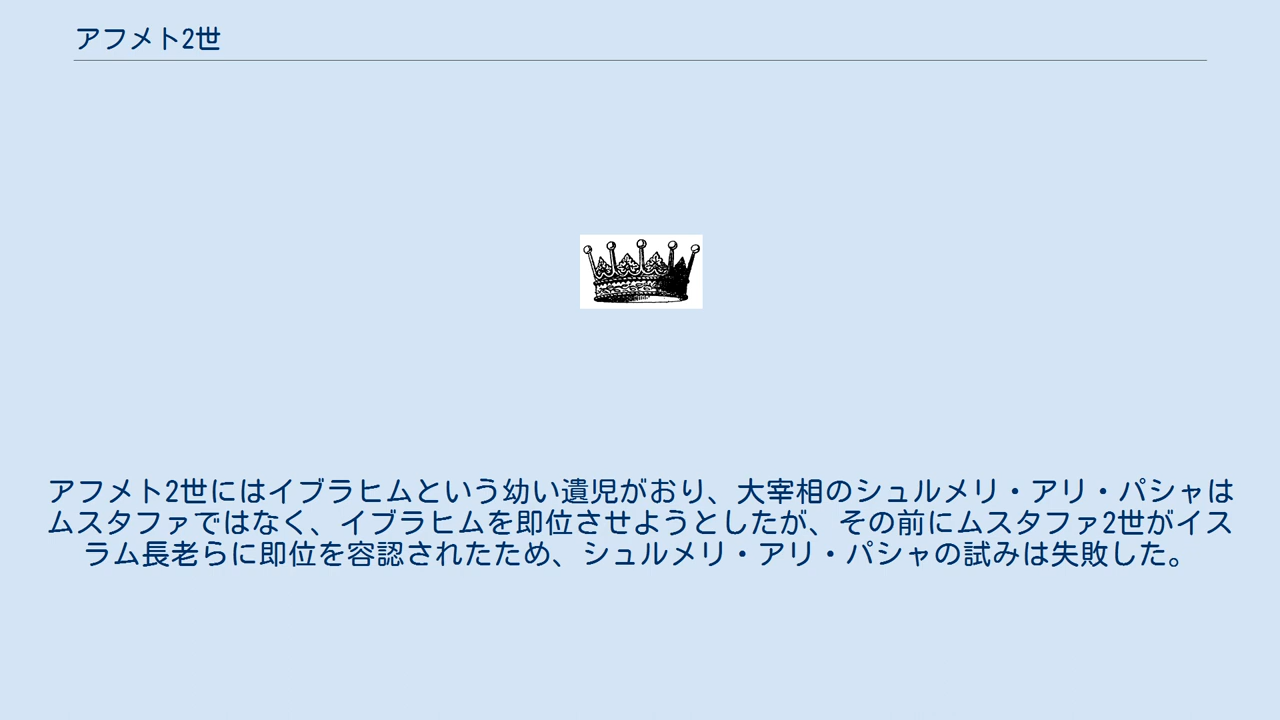 アフメト2世
アフメト2世にはイブラヒムという幼い遺児がおり、大宰相のシュルメリ・アリ・パシャは
ムスタファではなく、イブラヒムを即位させようとしたが、その前にムスタファ2世がイス
ラム長老らに即位を容認されたため、シュルメリ・アリ・パシャの試みは失敗した。